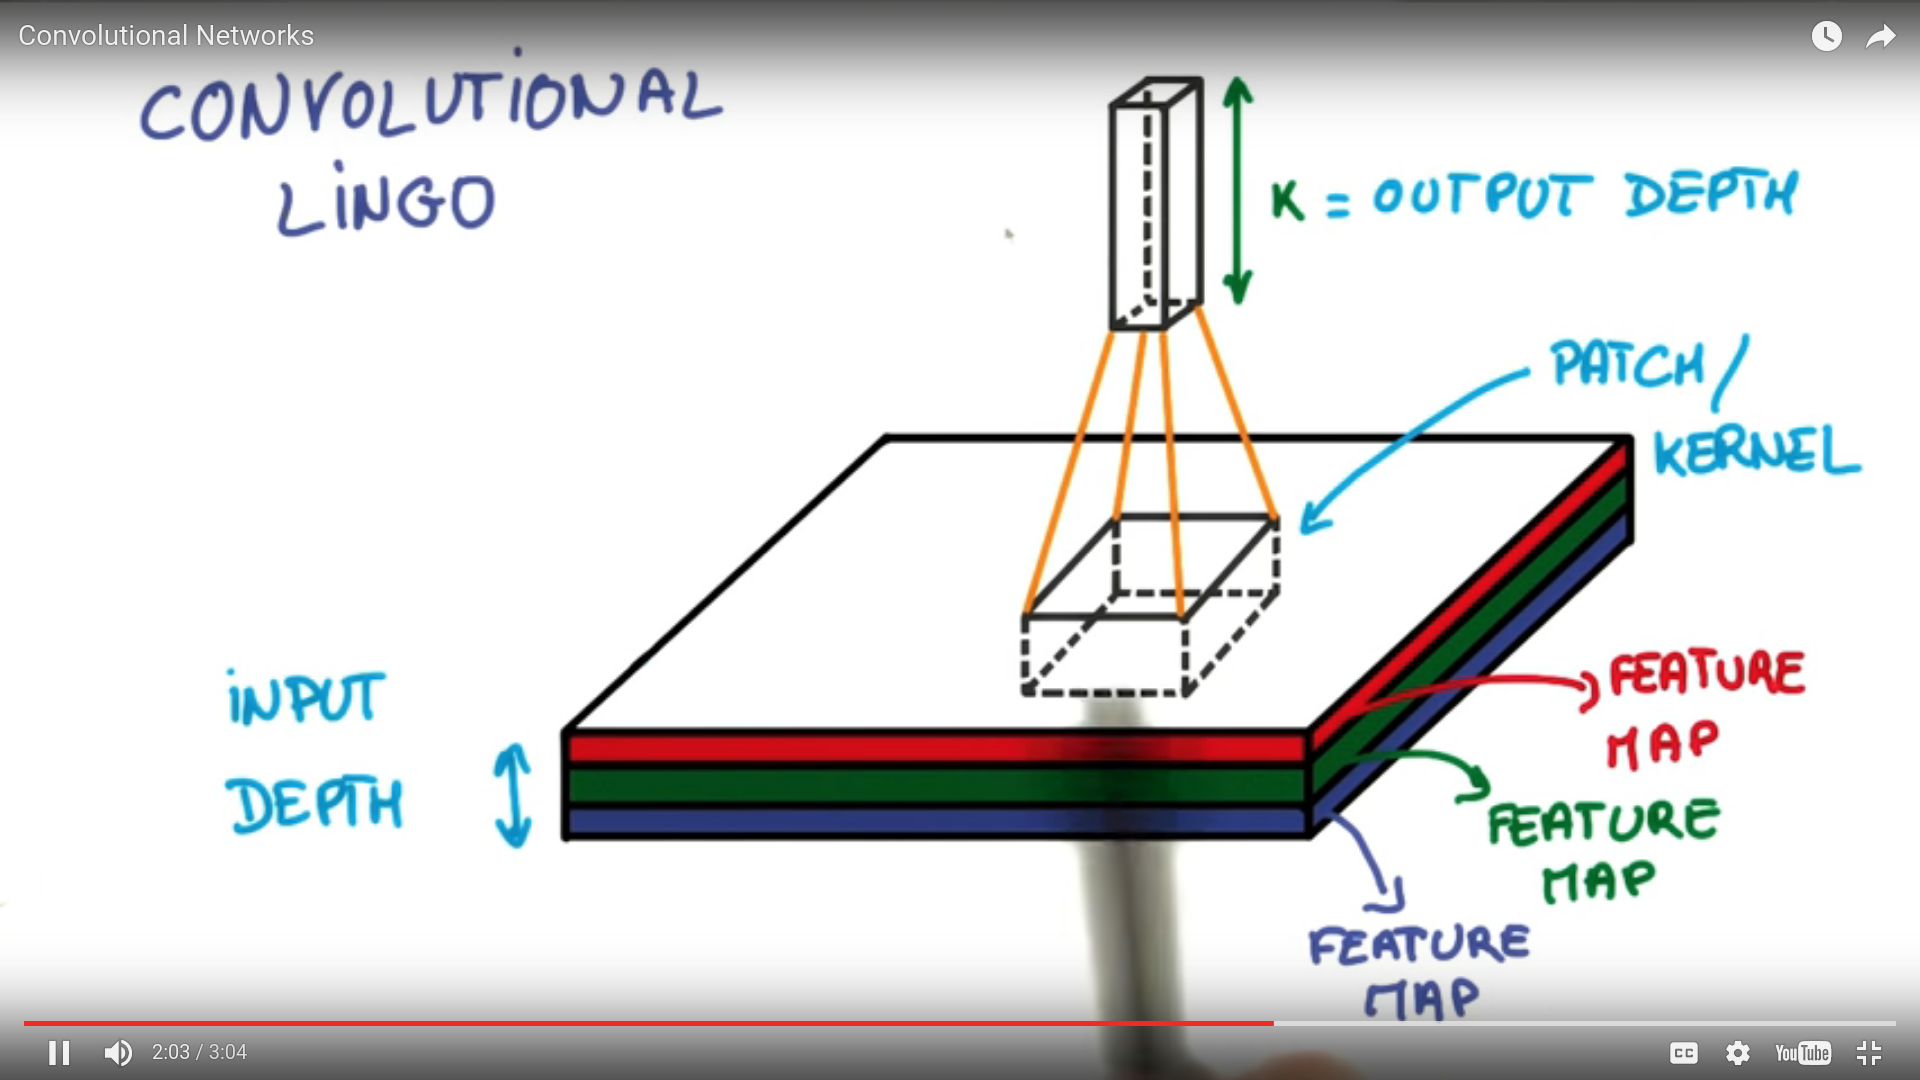 Convolutional Networks
CONVOLUTIONAL
LiNGO
K = OUTPUT DEPTH
PATCH/
KERNEL
iNPUT
DEPTH
FEATURE
MAP
FEATURE
MAP
FEATURE
MAP
2:03 / 3:04
CC
YouTube